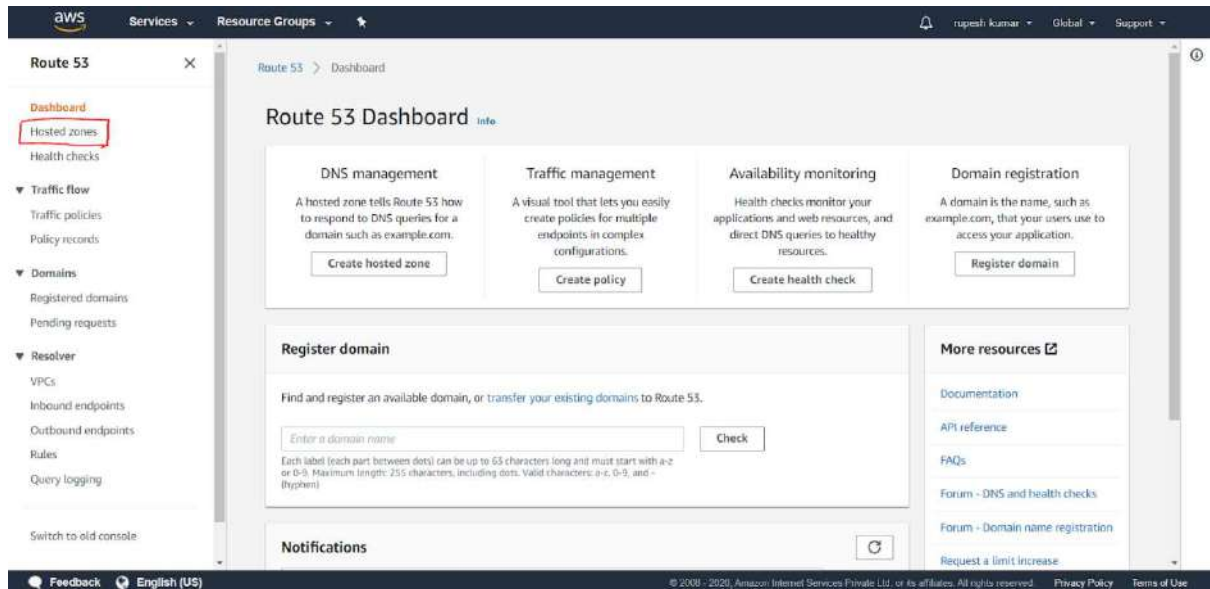 aws Services Resource Groups rupesh kumar Global Support
Route 53
Dashboard
Hosted zones
Health checks
Traffic flow
Traffic policies
Policy records
Domains
Registered domains
Pending requests
Resolver
VPCs
Inbound endpoints
Outbound endpoints
Rules
Query logging
Switch to old console
Route 53 > Dashboard
Route 53 Dashboard Info
DNS management
A hosted zone tells Route 53 how
to respond to DNS queries for a
domain such as example.com.
Create hosted zone
Traffic management
A visual tool that lets you easily
create policies for multiple
endpoints in complex
configurations.
Create policy
Availability monitoring
Health checks monitor your
applications and web resources, and
direct DNS queries to healthy
resources.
Create health check
Domain registration
A domain is the name, such as
example.com, that your users use to
access your application.
Register domain
Register domain
Find and register an available domain, or transfer your existing domains to Route 53.
Enter a domain name
Check
Each label (each part between dots) can be up to 63 characters long and must start with a-z
or 0-9. Maximum length: 255 characters, including dots. Valid characters: a-z, 0-9, and -
(hyphen)
Notifications
More resources
Documentation
API reference
FAQs
Forum - DNS and health checks
Forum - Domain name registration
Request a limit increase
Feedback English (US) © 2008 - 2020, Amazon Internet Services Private Ltd. or its affiliates. All rights reserved. Privacy Policy Terms of Use